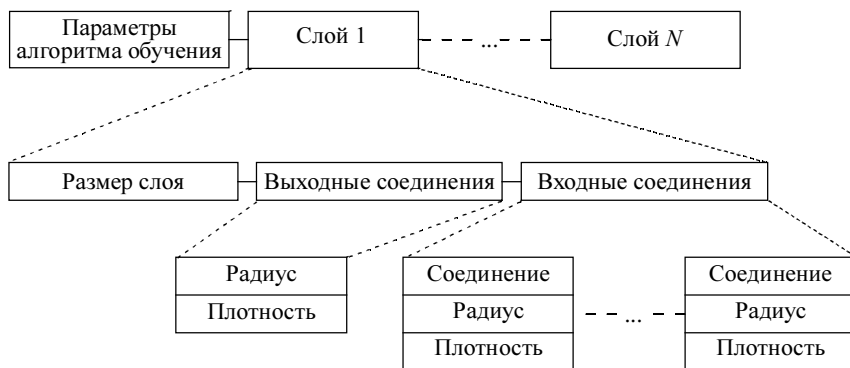 Параметры
алгоритма обучения
Слой 1
...
Слой N
Размер слоя
Выходные соединения
Входные соединения
Радиус
Плотность
Соединение
Радиус
Плотность
...
Соединение
Радиус
Плотность